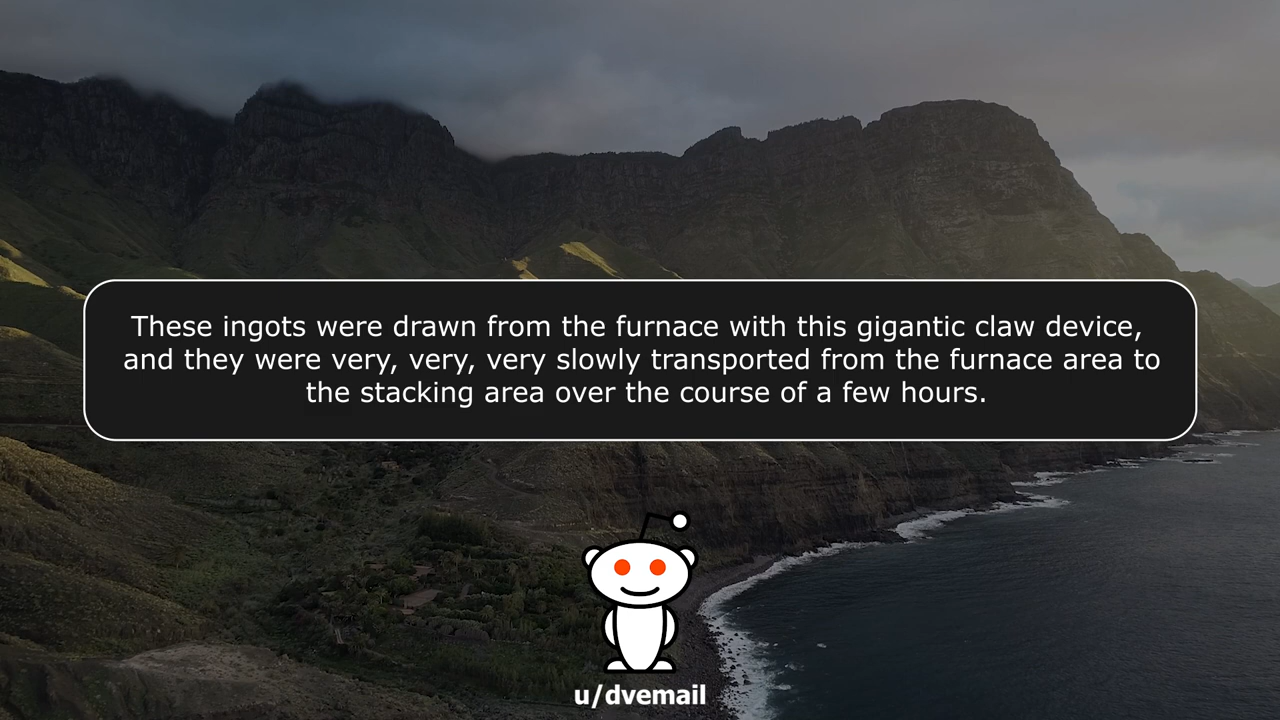 These ingots were drawn from the furnace with this gigantic claw device,
and they were very, very, very slowly transported from the furnace area to
the stacking area over the course of a few hours.
u/dvemail